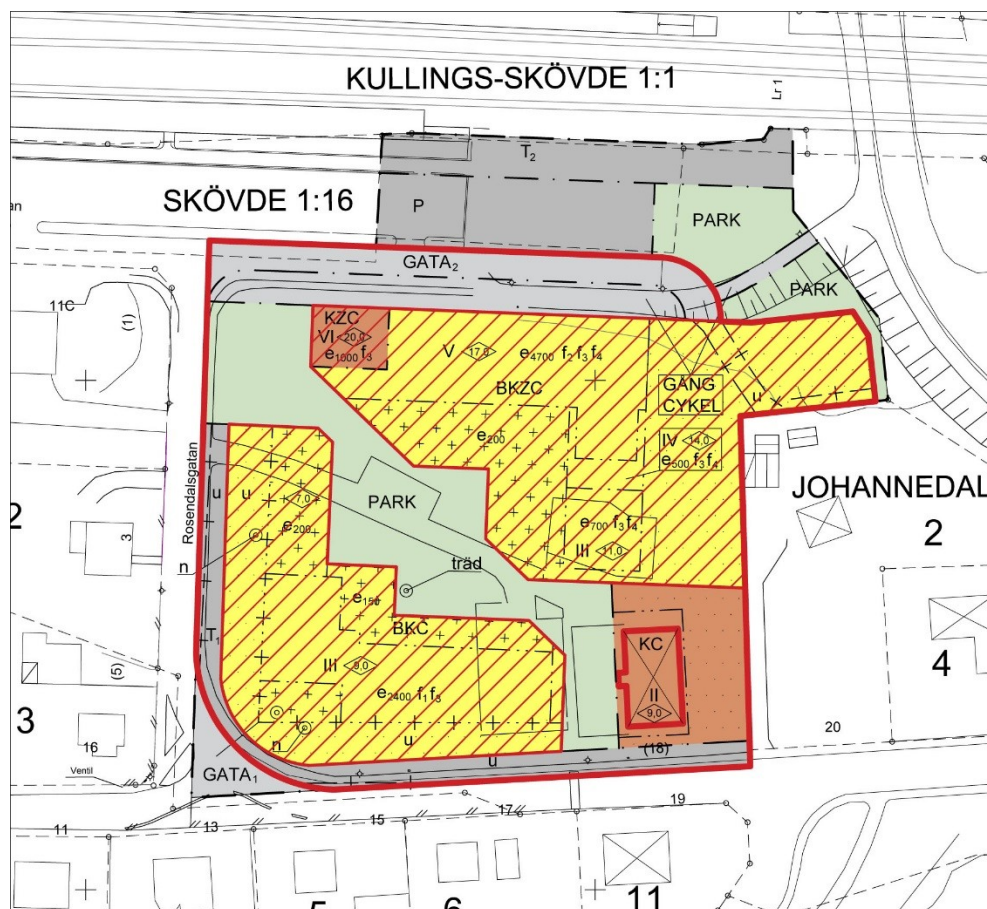 KULLINGS-SKÖVDE 1:1
Lr 1
T₂
SKÖVDE 1:16
an
P
PARK
GATA₂
PARK
11C
(1)
KZC
VI 20,0
e₁₀₀₀ f₃
V 17,0 e₄₇₀₀ f₂ f₃ f₄
BKZC
GÅNG
CYKEL
u
e₂₀₀
IV 14,0
e₅₀₀ f₃ f₄
Rosendalsgatan
u
u
7,0
e₂₀₀
PARK
JOHANNEDAL
2
2
3
e₇₀₀ f₃ f₄
III 11,0
n
träd
e₁₅₀
BKC
T₁
KC
4
III 9,0
(5)
e₂₄₀₀ f₁ f₃
II
9,0
3
16
n
u
(18)
20
Ventil
u
GATA₁
11
13
15
17
19
5
6
11